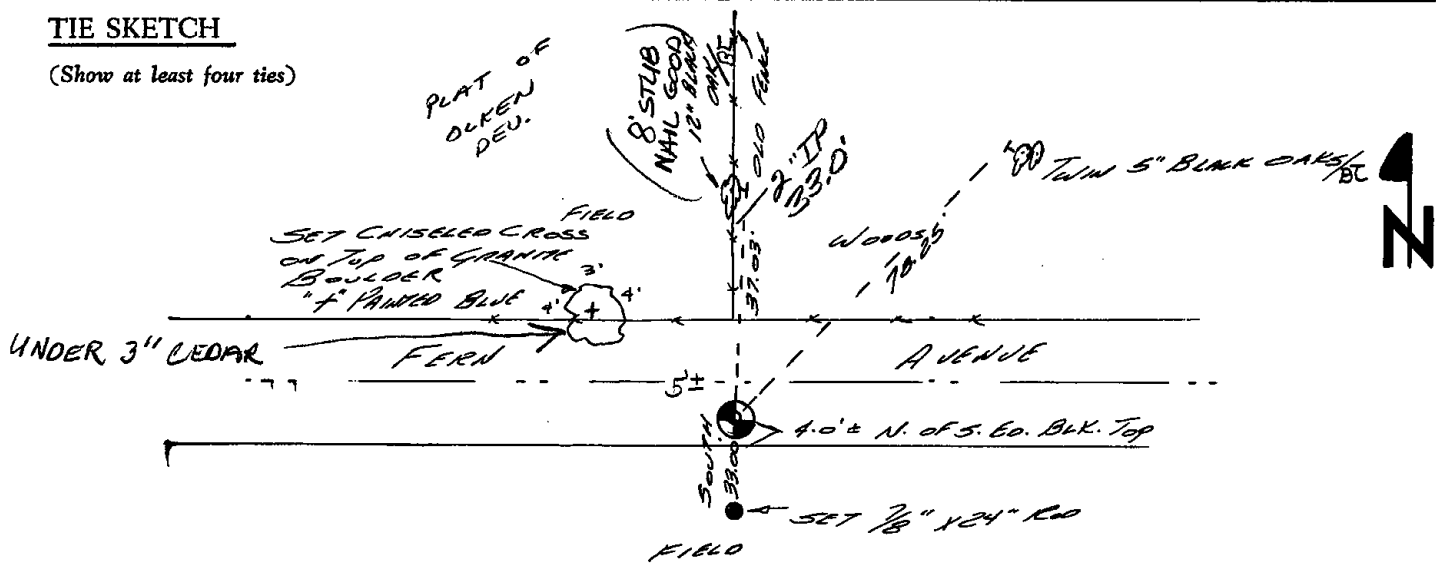 TIE SKETCH
(Show at least four ties)
PLAT OF
OLKEN
DEV.
8' STUB
NAIL GOOD
12" BLACK
OAK/BT
OLD FENCE
2" IP
33.0'
37.03'
TWIN 5" BLACK OAKS/BT
WOODS
N
FIELD
SET CHISELED CROSS
ON TOP OF GRANITE
BOULDER
"+" PAINTED BLUE
3'
4'
4'
UNDER 3" CEDAR
FERN AVENUE
5'±
4.0'± N. OF S. ED. BLK. TOP
SOUTH
33.00
SET 7/8" X 24" ROD
FIELD